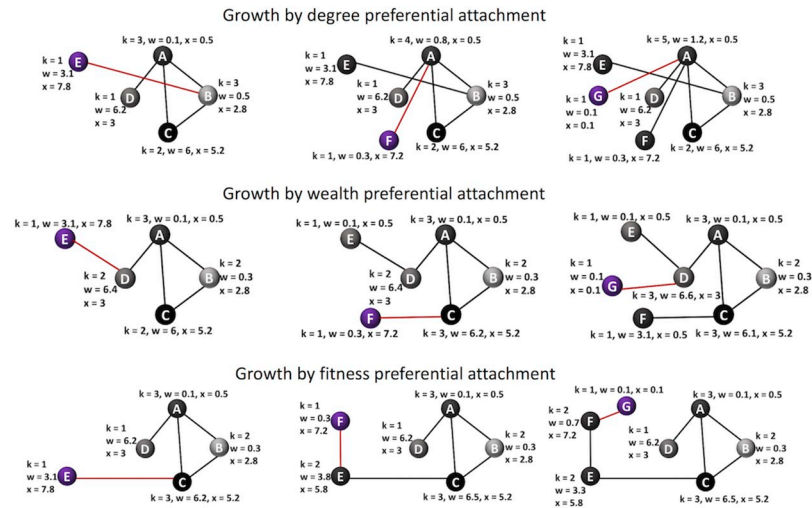 Growth by degree preferential attachment
k = 3, w = 0.1, x = 0.5
k = 1
w = 3.1
x = 7.8
E
A
k = 3
w = 0.5
x = 2.8
B
k = 1
w = 6.2
x = 3
D
C
k = 2, w = 6, x = 5.2
k = 4, w = 0.8, x = 0.5
k = 1
w = 3.1
x = 7.8
E
A
k = 3
w = 0.5
x = 2.8
B
k = 1
w = 6.2
x = 3
D
F
C
k = 2, w = 6, x = 5.2
k = 1, w = 0.3, x = 7.2
k = 5, w = 1.2, x = 0.5
k = 1
w = 3.1
x = 7.8
E
A
k = 3
w = 0.5
x = 2.8
B
G
k = 1
w = 0.1
x = 0.1
k = 1
w = 6.2
x = 3
D
F
C
k = 2, w = 6, x = 5.2
k = 1, w = 0.3, x = 7.2
Growth by wealth preferential attachment
k = 1, w = 3.1, x = 7.8
k = 3, w = 0.1, x = 0.5
E
A
k = 2
w = 0.3
x = 2.8
B
D
k = 2
w = 6.4
x = 3
C
k = 2, w = 6, x = 5.2
k = 1, w = 0.1, x = 0.5
k = 3, w = 0.1, x = 0.5
E
A
k = 2
w = 0.3
x = 2.8
B
D
k = 2
w = 6.4
x = 3
F
C
k = 1, w = 0.3, x = 7.2
k = 3, w = 6.2, x = 5.2
k = 1, w = 0.1, x = 0.5
k = 3, w = 0.1, x = 0.5
E
A
k = 1
w = 0.1
x = 0.1
G
D
k = 2
w = 0.3
x = 2.8
B
k = 3, w = 6.6, x = 3
F
C
k = 1, w = 3.1, x = 0.5
k = 3, w = 6.1, x = 5.2
Growth by fitness preferential attachment
k = 3, w = 0.1, x = 0.5
A
k = 1
w = 6.2
x = 3
D
k = 2
w = 0.3
x = 2.8
B
k = 1
w = 3.1
x = 7.8
E
C
k = 3, w = 6.2, x = 5.2
k = 3, w = 0.1, x = 0.5
k = 1
w = 0.3
x = 7.2
F
A
k = 1
w = 6.2
x = 3
D
k = 2
w = 0.3
x = 2.8
B
k = 2
w = 3.8
x = 5.8
E
C
k = 3, w = 6.5, x = 5.2
k = 1, w = 0.1, x = 0.1
k = 3, w = 0.1, x = 0.5
G
k = 2
w = 0.7
x = 7.2
F
A
k = 1
w = 6.2
x = 3
D
k = 2
w = 0.3
x = 2.8
B
k = 2
w = 3.3
x = 5.8
E
C
k = 3, w = 6.5, x = 5.2